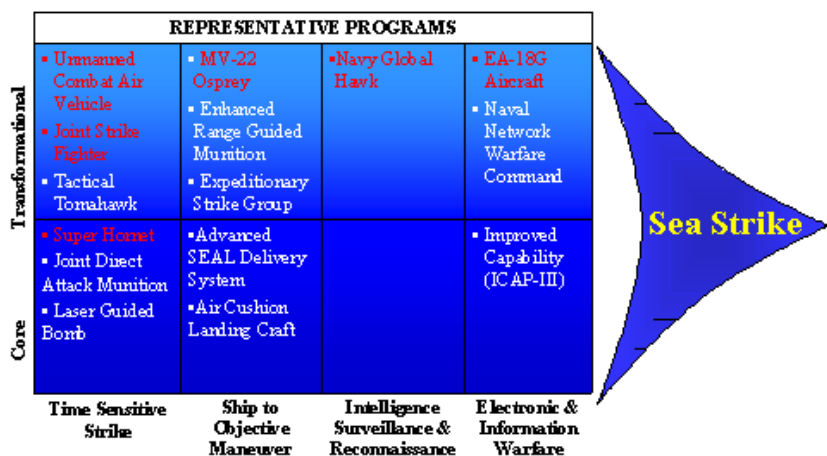 REPRESENTATIVE PROGRAMS
Transformational
▪ Unmanned
Combat Air
Vehicle
▪ Joint Strike
Fighter
▪ Tactical
Tomahawk
▪ MV-22
Osprey
▪ Enhanced
Range Guided
Munition
▪ Expeditionary
Strike Group
▪Navy Global
Hawk
▪ EA-18G
Aircraft
▪ Naval
Network
Warfare
Command
Core
▪ Super Hornet
▪ Joint Direct
Attack Munition
▪ Laser Guided
Bomb
▪Advanced
SEAL Delivery
System
▪Air Cushion
Landing Craft
▪ Improved
Capability
(ICAP-III)
Time Sensitive
Strike
Ship to
Objective
Maneuver
Intelligence
Surveillance &
Reconnaissance
Electronic &
Information
Warfare
Sea Strike